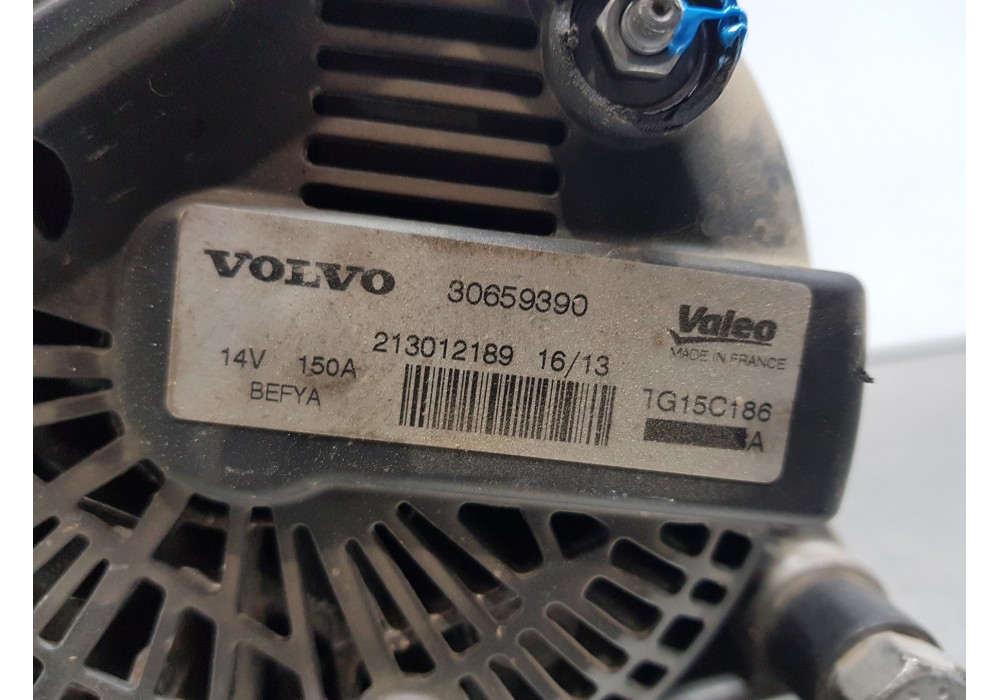 VOLVO 30659390
Valeo
MADE IN FRANCE
213012189 16/13
14V 150A
BEFYA
TG15C186
A